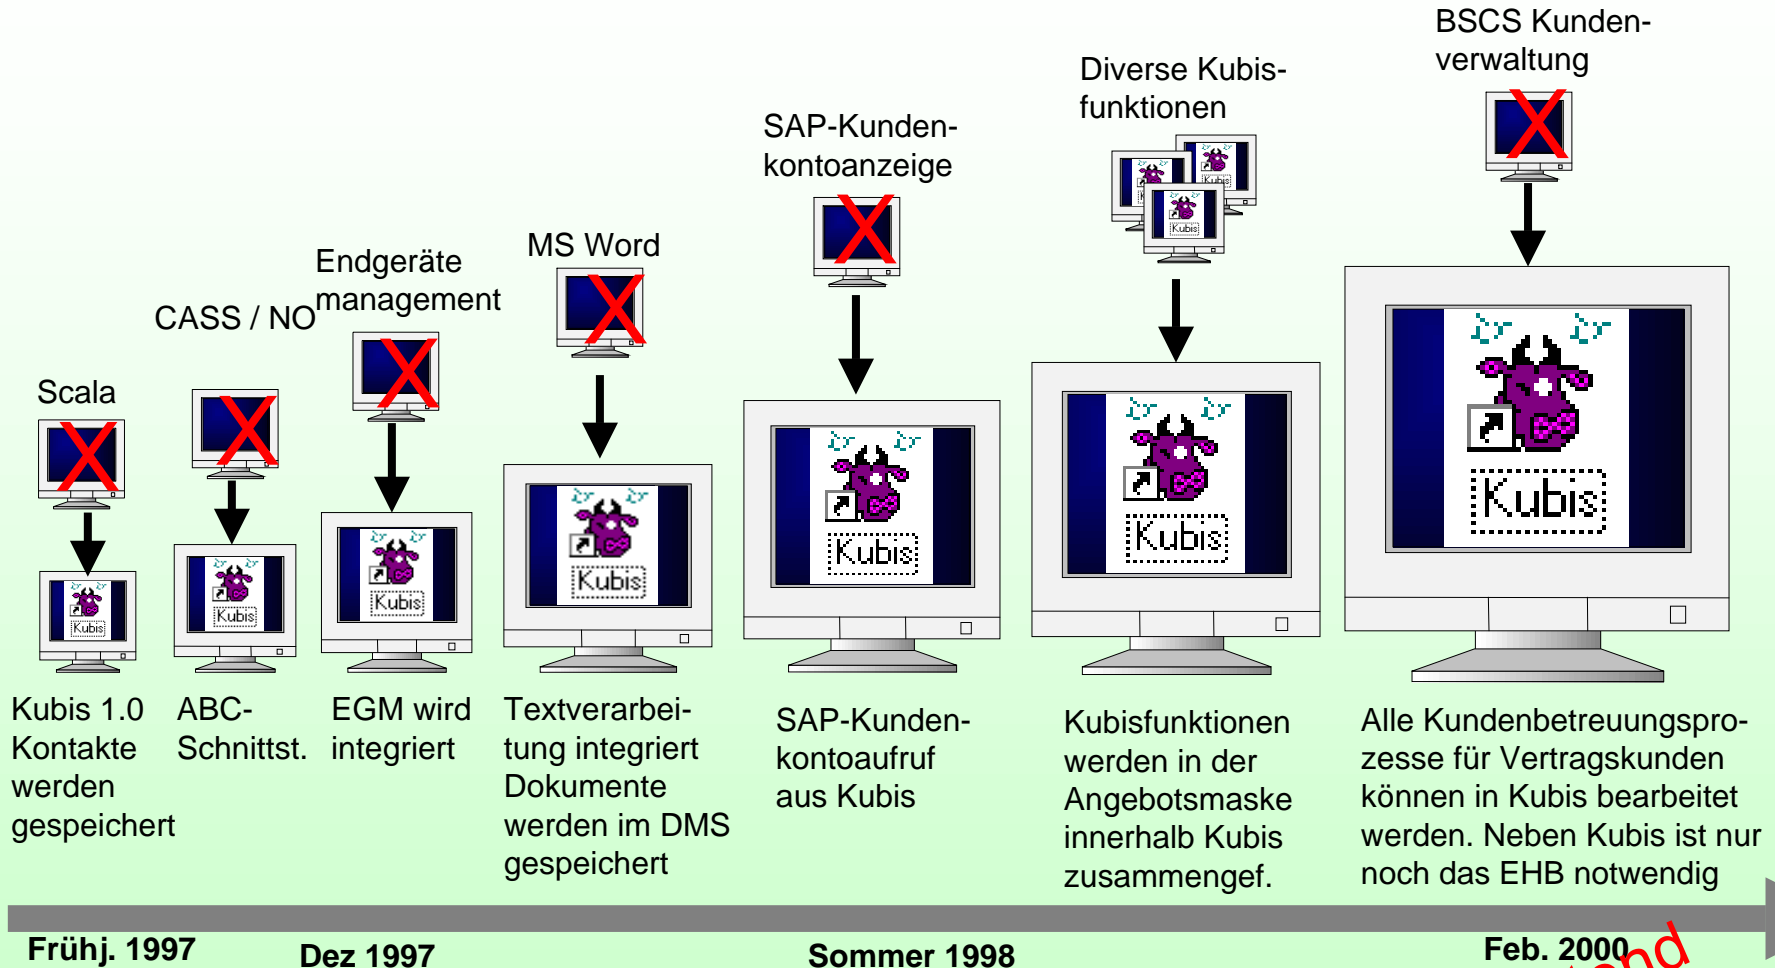 BSCS Kunden-
verwaltung
Diverse Kubis-
funktionen
SAP-Kunden-
kontoanzeige
MS Word
Endgeräte
management
CASS / NO
Scala
X
X
X
X
X
X
Kubis
Kubis
Kubis
Kubis
Kubis
Kubis
Kubis
Kubis
Kubis
Kubis
Kubis 1.0
Kontakte
werden
gespeichert
ABC-
Schnittst.
EGM wird
integriert
Textverarbei-
tung integriert
Dokumente
werden im DMS
gespeichert
SAP-Kunden-
kontoaufruf
aus Kubis
Kubisfunktionen
werden in der
Angebotsmaske
innerhalb Kubis
zusammengef.
Alle Kundenbetreuungspro-
zesse für Vertragskunden
können in Kubis bearbeitet
werden. Neben Kubis ist nur
noch das EHB notwendig
Frühj. 1997
Dez 1997
Sommer 1998
Feb. 2000